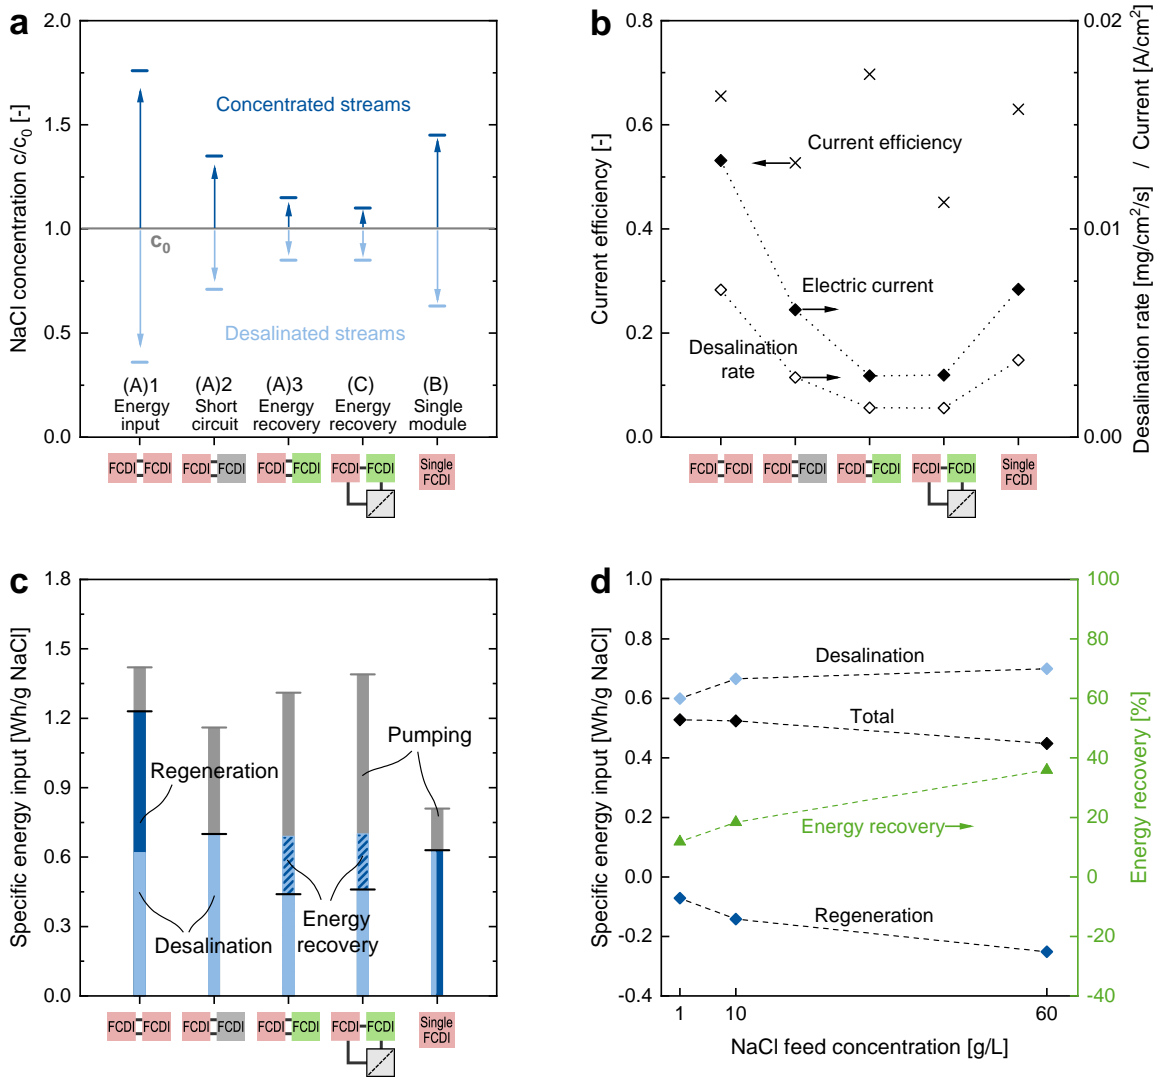 a
NaCl concentration c/c0 [-]
2.0
1.5
1.0
0.5
0.0
Concentrated streams
c0
Desalinated streams
(A)1
Energy
input
(A)2
Short
circuit
(A)3
Energy
recovery
(C)
Energy
recovery
(B)
Single
module
FCDI FCDI
FCDI FCDI
FCDI FCDI
FCDI FCDI
Single
FCDI
b
Current efficiency [-]
0.8
0.6
0.4
0.2
0.0
Current efficiency
Electric current
Desalination
rate
0.02
0.01
0.00
Desalination rate [mg/cm²/s] / Current [A/cm²]
FCDI FCDI
FCDI FCDI
FCDI FCDI
FCDI FCDI
Single
FCDI
c
Specific energy input [Wh/g NaCl]
1.8
1.5
1.2
0.9
0.6
0.3
0.0
Regeneration
Pumping
Desalination
Energy
recovery
FCDI FCDI
FCDI FCDI
FCDI FCDI
FCDI FCDI
Single
FCDI
d
Specific energy input [Wh/g NaCl]
1.0
0.8
0.6
0.4
0.2
0.0
-0.2
-0.4
Desalination
Total
Energy recovery
Regeneration
100
80
60
40
20
0
-20
-40
Energy recovery [%]
1 10 60
NaCl feed concentration [g/L]